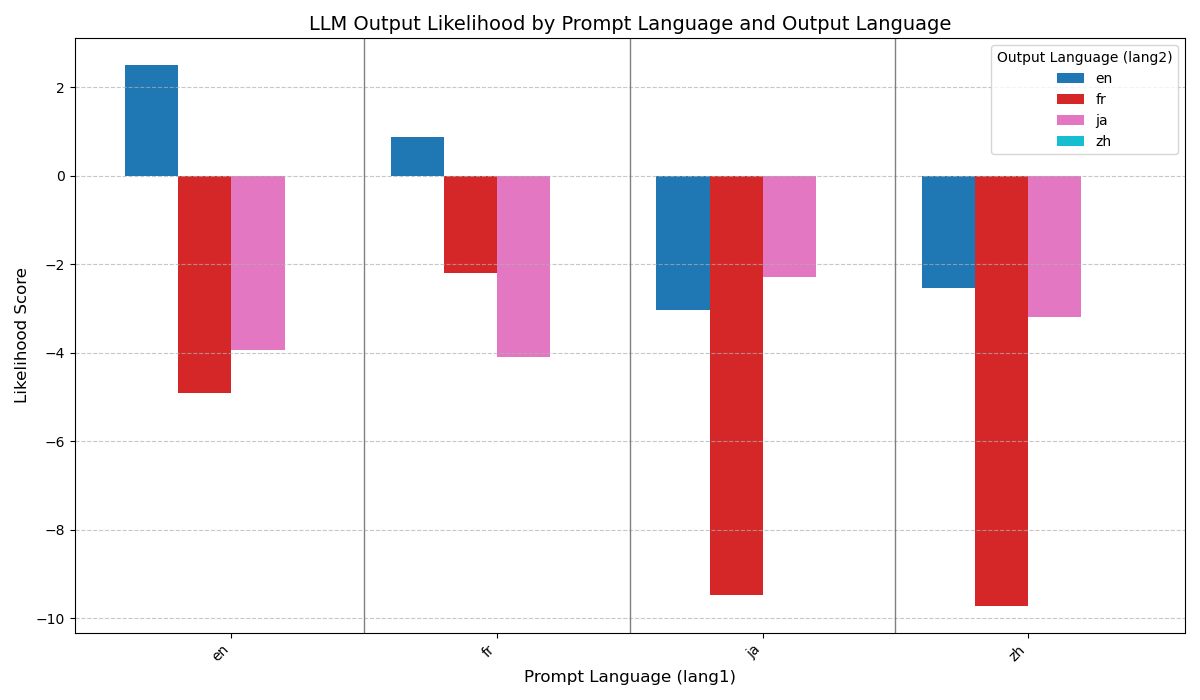 LLM Output Likelihood by Prompt Language and Output Language
Output Language (lang2)
en
fr
ja
zh
Likelihood Score
2
0
−2
−4
−6
−8
−10
en
fr
ja
zh
Prompt Language (lang1)